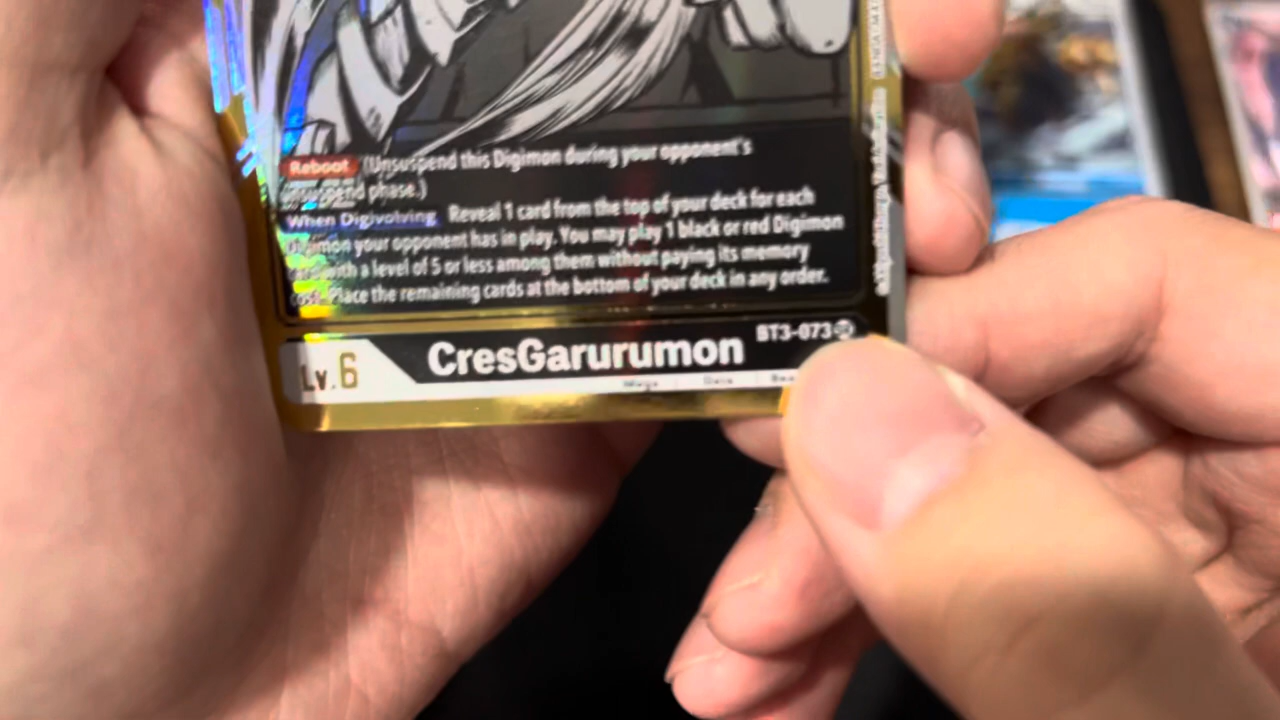 Reboot (Unsuspend this Digimon during your opponent's
unsuspend phase.)
When Digivolving Reveal 1 card from the top of your deck for each
Digimon your opponent has in play. You may play 1 black or red Digimon
card with a level of 5 or less among them without paying its memory
cost. Place the remaining cards at the bottom of your deck in any order.
BT3-073
Lv.6 CresGarurumon
Mega Data